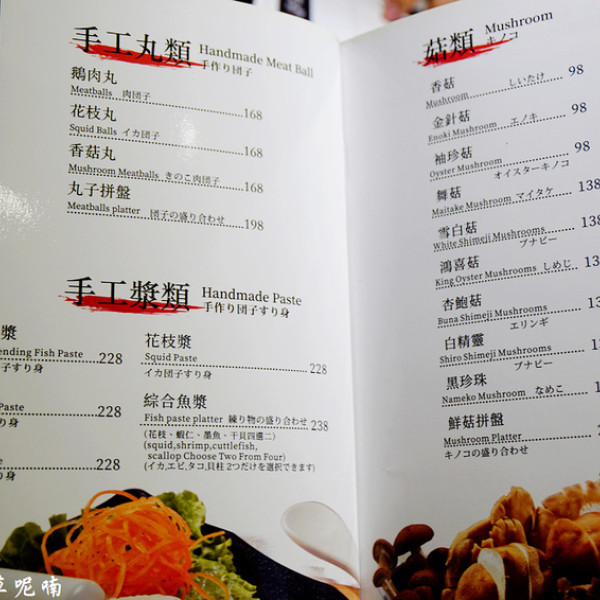 手工丸類 Handmade Meat Ball
手作り団子
鵝肉丸
Meatballs 肉団子 168
花枝丸
Squid Balls イカ団子 168
香菇丸
Mushroom Meatballs きのこ肉団子 168
丸子拼盤
Meatballs platter 団子の盛り合わせ 198
手工漿類 Handmade Paste
手作り団子すり身
漿
ending Fish Paste 228
子すり身
Paste 228
り身
228
り身
花枝漿
Squid Paste 228
イカ団子すり身
綜合魚漿
Fish paste platter 練り物の盛り合わせ 238
(花枝、蝦仁、墨魚、干貝四選二)
(squid,shrimp,cuttlefish,
scallop Choose Two From Four)
(イカ,エビ,タコ,貝柱 2つだけを選択できます)
菇類 Mushroom
キノコ
香菇 しいたけ 98
Mushroom
金針菇 98
Enoki Mushroom エノキ
袖珍菇 98
Oyster Mushroom
オイスターキノコ
舞菇 138
Maitake Mushroom マイタケ
雪白菇 138
White Shimeji Mushrooms
ブナピー
鴻喜菇 13
King Oyster Mushrooms しめじ
杏鮑菇 13
Buna Shimeji Mushrooms
エリンギ
白精靈 1
Shiro Shimeji Mushrooms
ブナピー
黑珍珠
Nameko Mushroom なめこ 1
鮮菇拼盤
Mushroom Platter 2
キノコの盛り合わせ
草呢喃